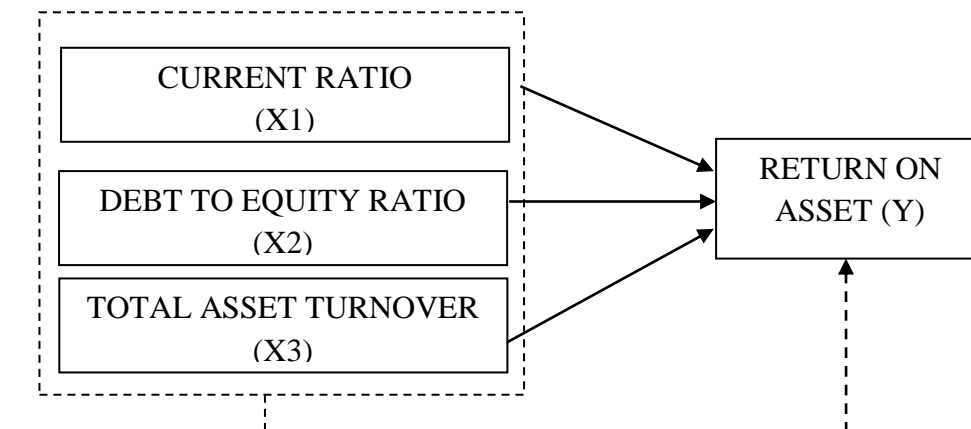 CURRENT RATIO
(X1)
DEBT TO EQUITY RATIO
(X2)
TOTAL ASSET TURNOVER
(X3)
RETURN ON
ASSET (Y)